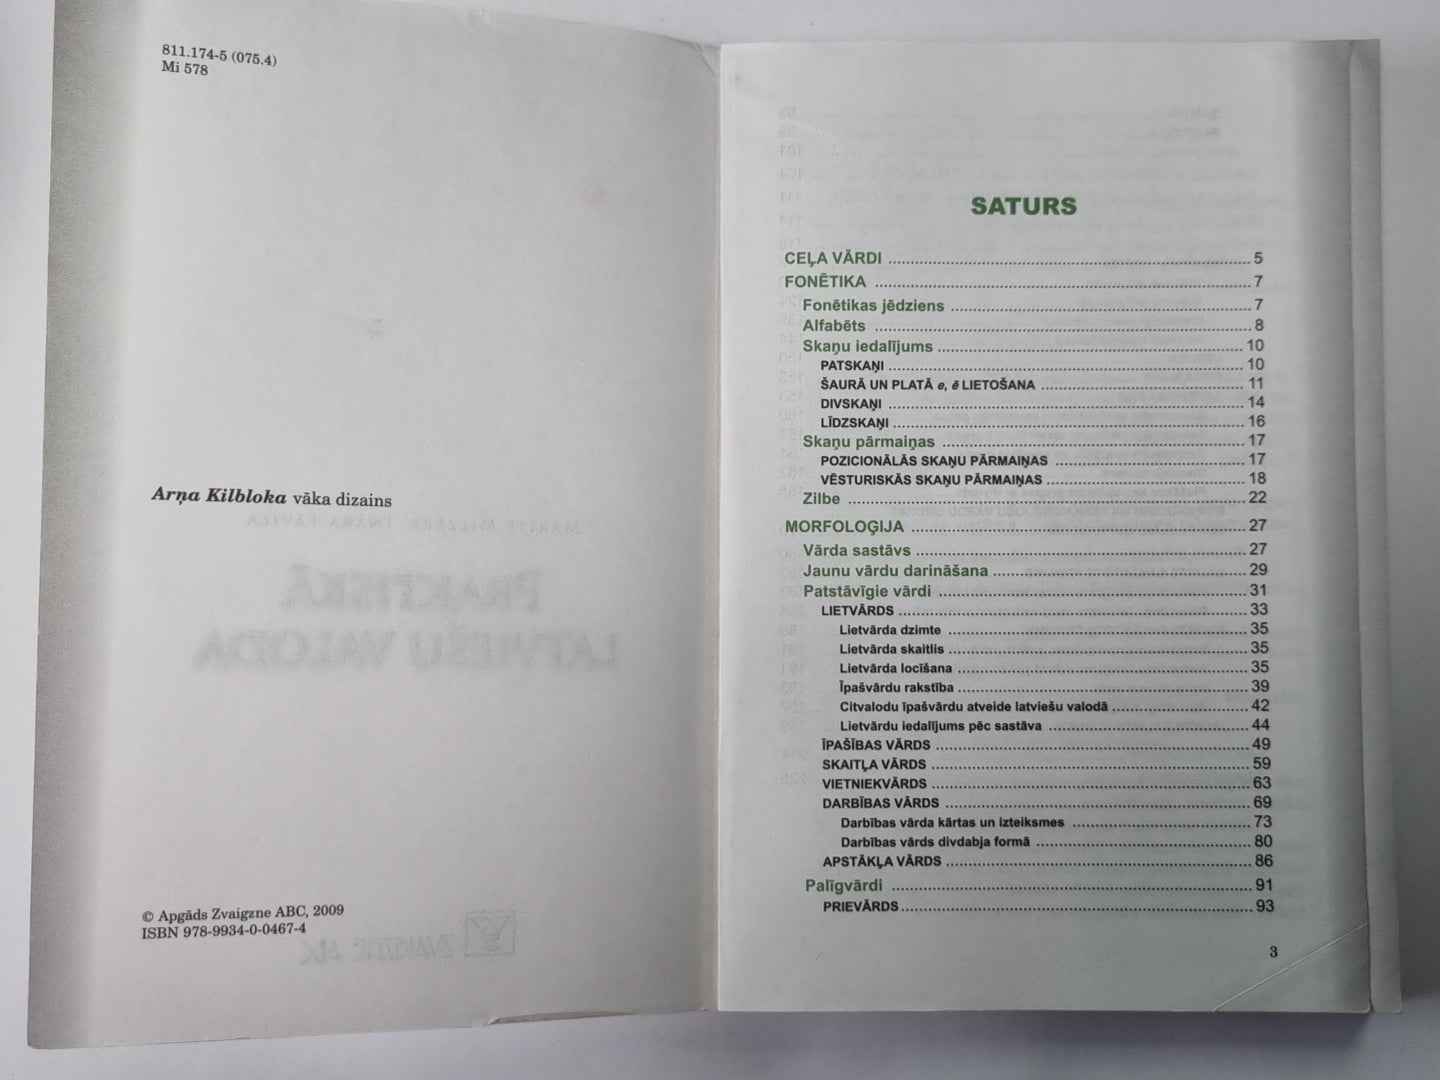 811.174-5 (075.4)
Mi 578
Arņa Kilbloka vāka dizains
PRAKTISKĀ
LATVIEŠU VALODA
© Apgāds Zvaigzne ABC, 2009
ISBN 978-9934-0-0467-4
ZVAIGZNE ABC
SATURS
CEĻA VĀRDI ........ 5
FONĒTIKA ........ 7
Fonētikas jēdziens ........ 7
Alfabēts ........ 8
Skaņu iedalījums ........ 10
PATSKAŅI ........ 10
ŠAURĀ UN PLATĀ e, ē LIETOŠANA ........ 11
DIVSKAŅI ........ 14
LĪDZSKAŅI ........ 16
Skaņu pārmaiņas ........ 17
POZICIONĀLĀS SKAŅU PĀRMAIŅAS ........ 17
VĒSTURISKĀS SKAŅU PĀRMAIŅAS ........ 18
Zilbe ........ 22
MORFOLOĢIJA ........ 27
Vārda sastāvs ........ 27
Jaunu vārdu darināšana ........ 29
Patstāvīgie vārdi ........ 31
LIETVĀRDS ........ 33
Lietvārda dzimte ........ 35
Lietvārda skaitlis ........ 35
Lietvārda locīšana ........ 35
Īpašvārdu rakstība ........ 39
Citvalodu īpašvārdu atveide latviešu valodā ........ 42
Lietvārdu iedalījums pēc sastāva ........ 44
ĪPAŠĪBAS VĀRDS ........ 49
SKAITĻA VĀRDS ........ 59
VIETNIEKVĀRDS ........ 63
DARBĪBAS VĀRDS ........ 69
Darbības vārda kārtas un izteiksmes ........ 73
Darbības vārds divdabja formā ........ 80
APSTĀKĻA VĀRDS ........ 86
Palīgvārdi ........ 91
PRIEVĀRDS ........ 93
3